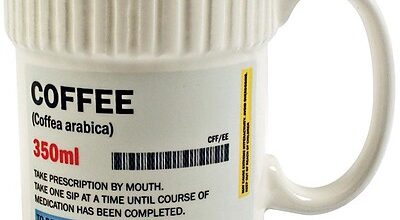 COFFEE
(Coffea arabica)
350ml
CFF/EE
TAKE PRESCRIPTION BY MOUTH.
TAKE ONE SIP AT A TIME UNTIL COURSE OF
MEDICATION HAS BEEN COMPLETED.